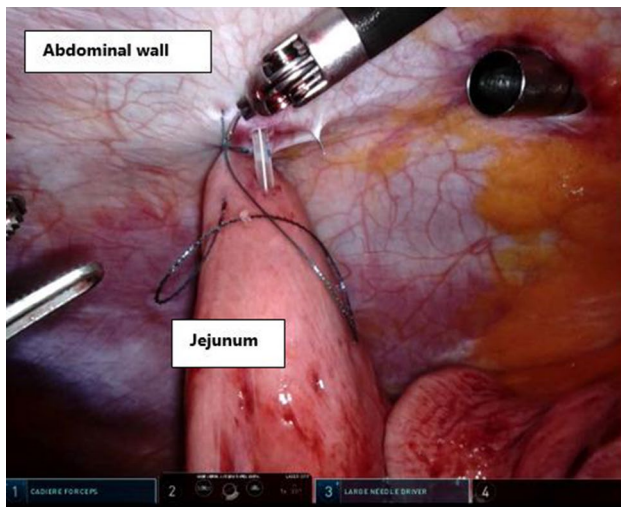 Abdominal wall
Jejunum
1 CADIERE FORCEPS
2
3 LARGE NEEDLE DRIVER
4